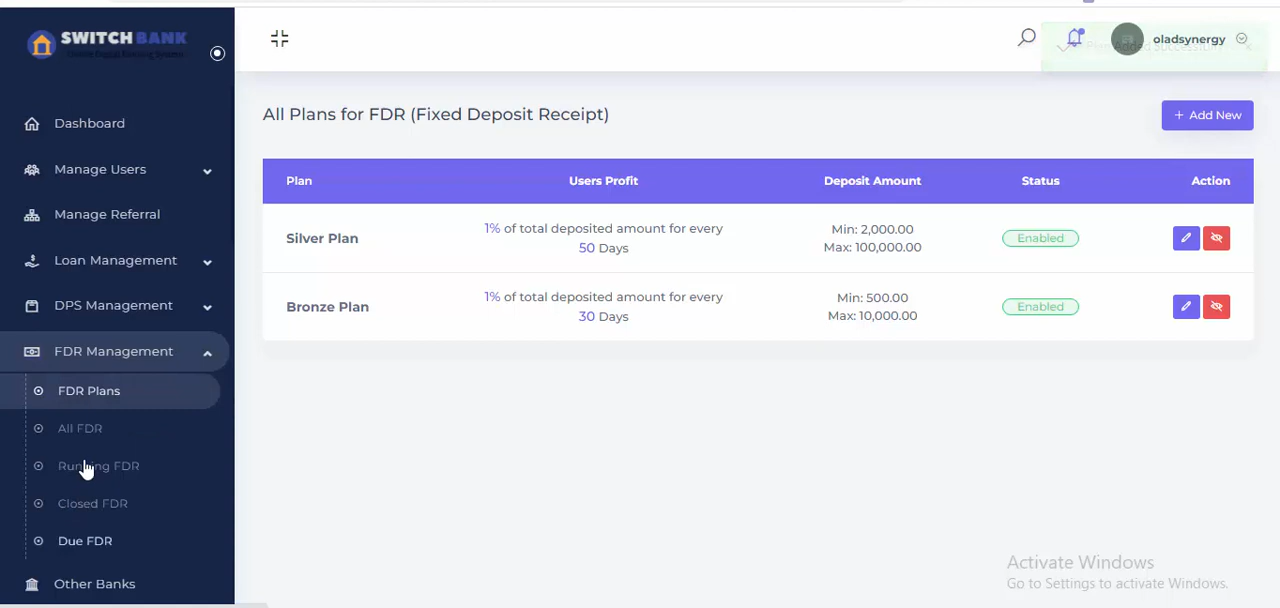 SWITCH BANK
oladsynergy
Dashboard
Manage Users
Manage Referral
Loan Management
DPS Management
FDR Management
FDR Plans
All FDR
Running FDR
Closed FDR
Due FDR
Other Banks
All Plans for FDR (Fixed Deposit Receipt)
+ Add New
Plan Users Profit Deposit Amount Status Action
Silver Plan
1% of total deposited amount for every
50 Days
Min: 2,000.00
Max: 100,000.00
Enabled
Bronze Plan
1% of total deposited amount for every
30 Days
Min: 500.00
Max: 10,000.00
Enabled
Activate Windows
Go to Settings to activate Windows.